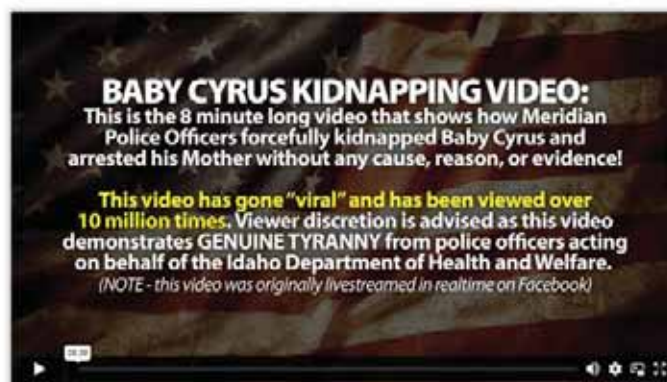 BABY CYRUS KIDNAPPING VIDEO:
This is the 8 minute long video that shows how Meridian
Police Officers forcefully kidnapped Baby Cyrus and
arrested his Mother without any cause, reason, or evidence!
This video has gone "viral" and has been viewed over
10 million times. Viewer discretion is advised as this video
demonstrates GENUINE TYRANNY from police officers acting
on behalf of the Idaho Department of Health and Welfare.
(NOTE - this video was originally livestreamed in realtime on Facebook)